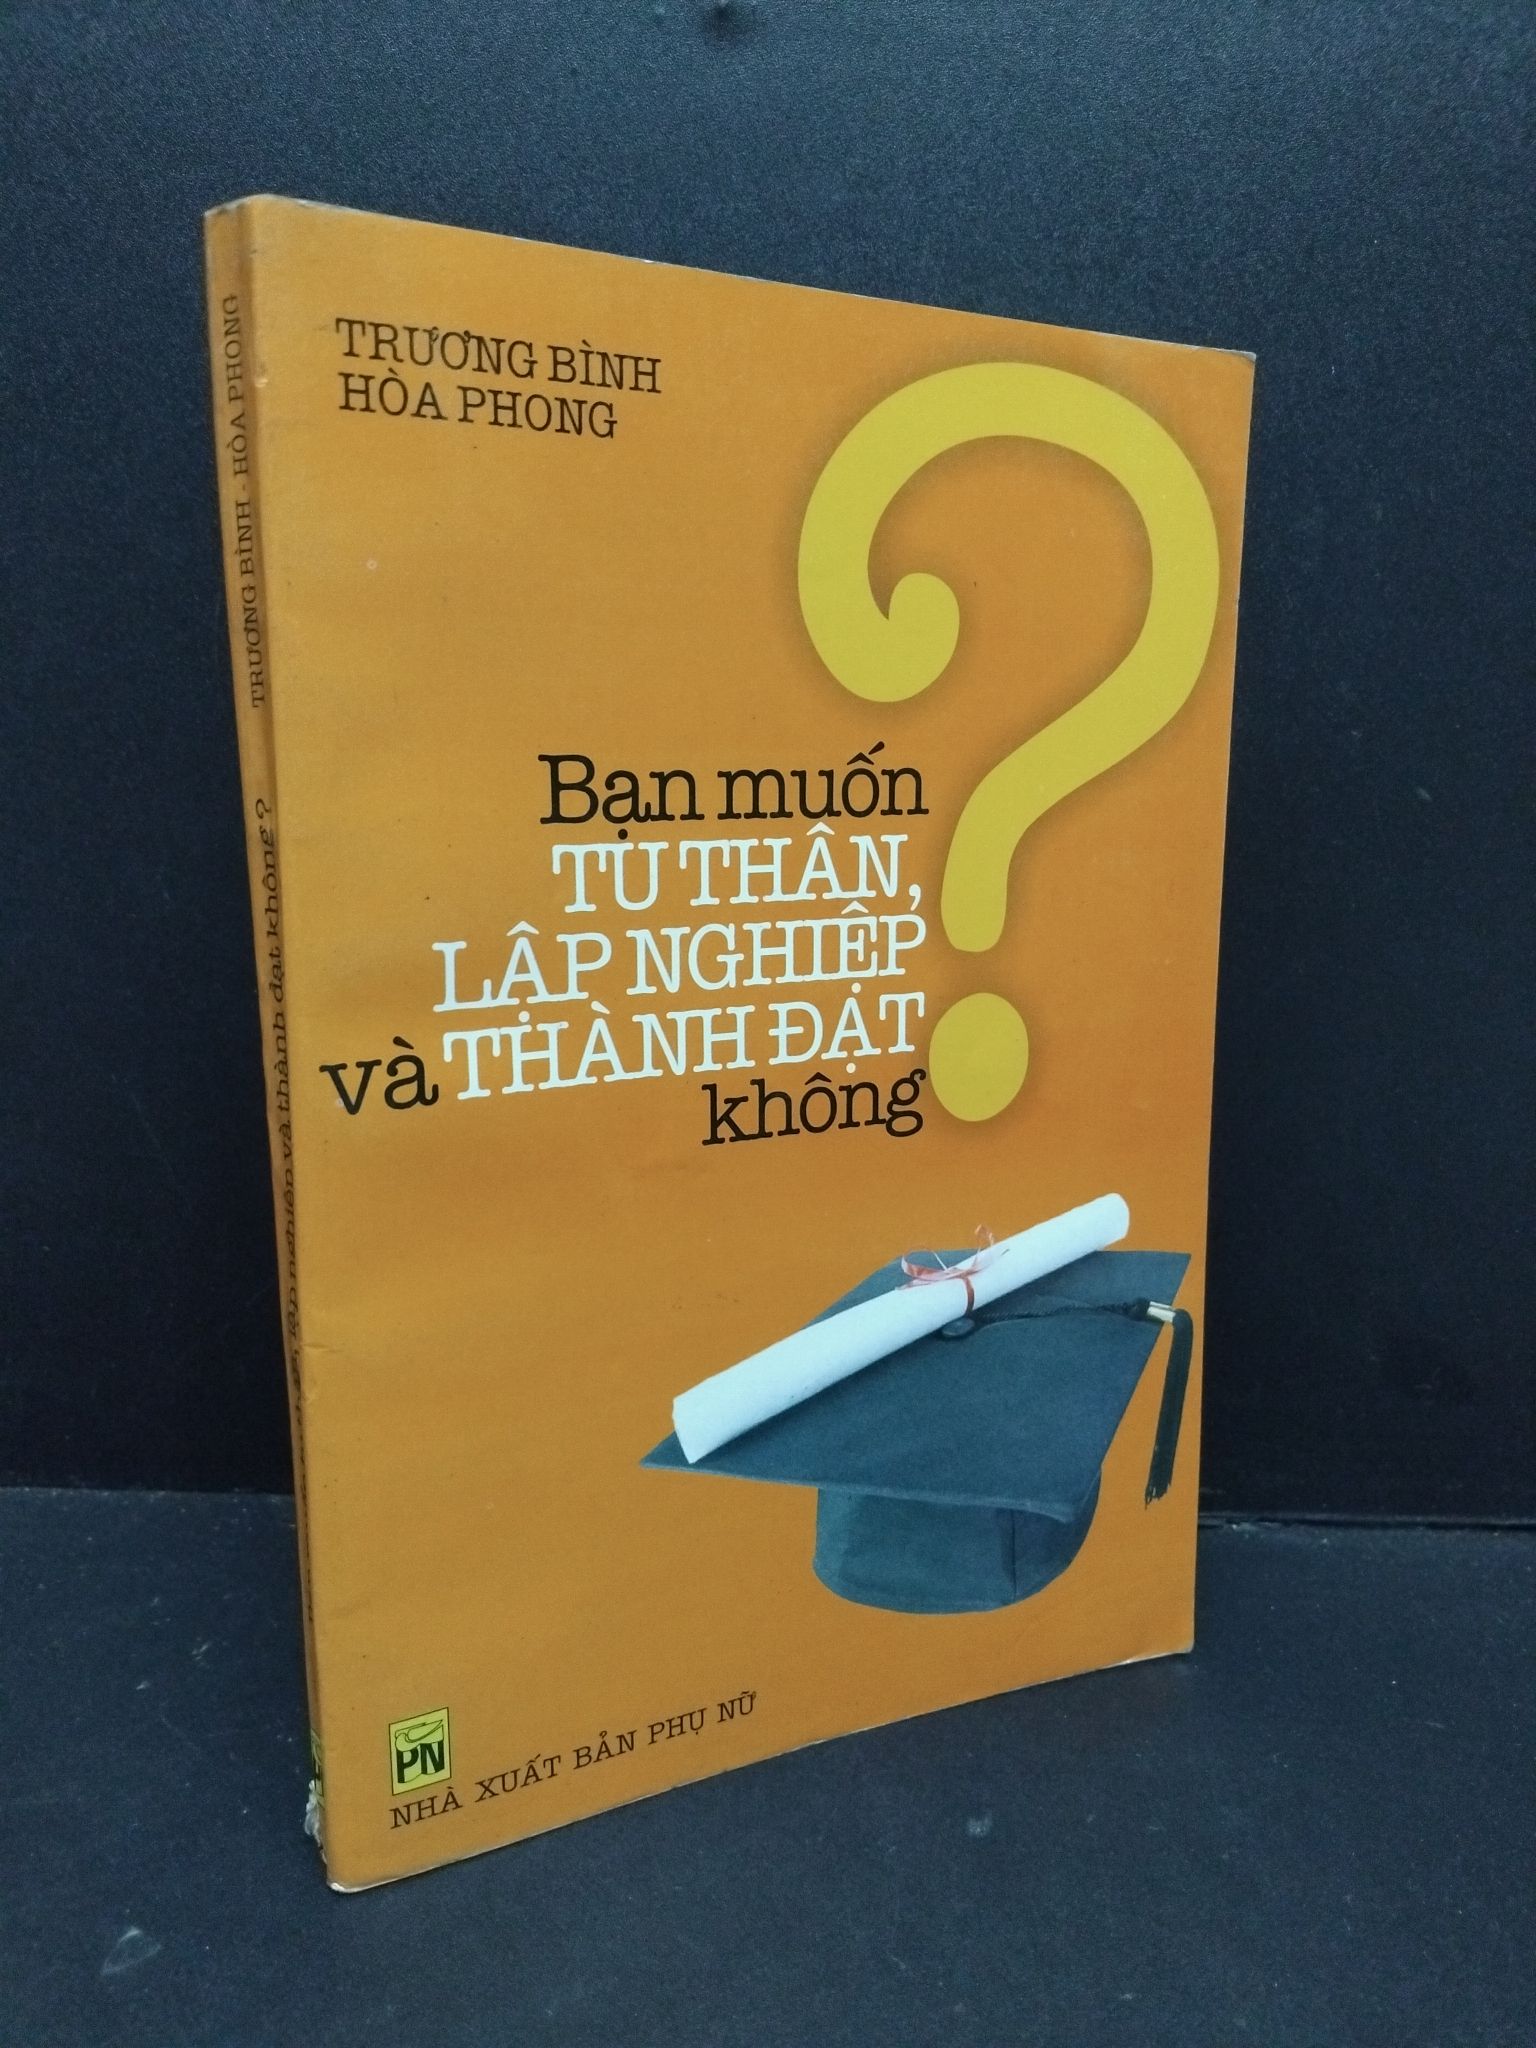 TRƯƠNG BÌNH
HÒA PHONG
Bạn muốn
TU THÂN,
LẬP NGHIỆP
và THÀNH ĐẠT
không
?
PN
NHÀ XUẤT BẢN PHỤ NỮ
lập nghiệp và thành đạt không? TRƯƠNG BÌNH - HÒA PHONG